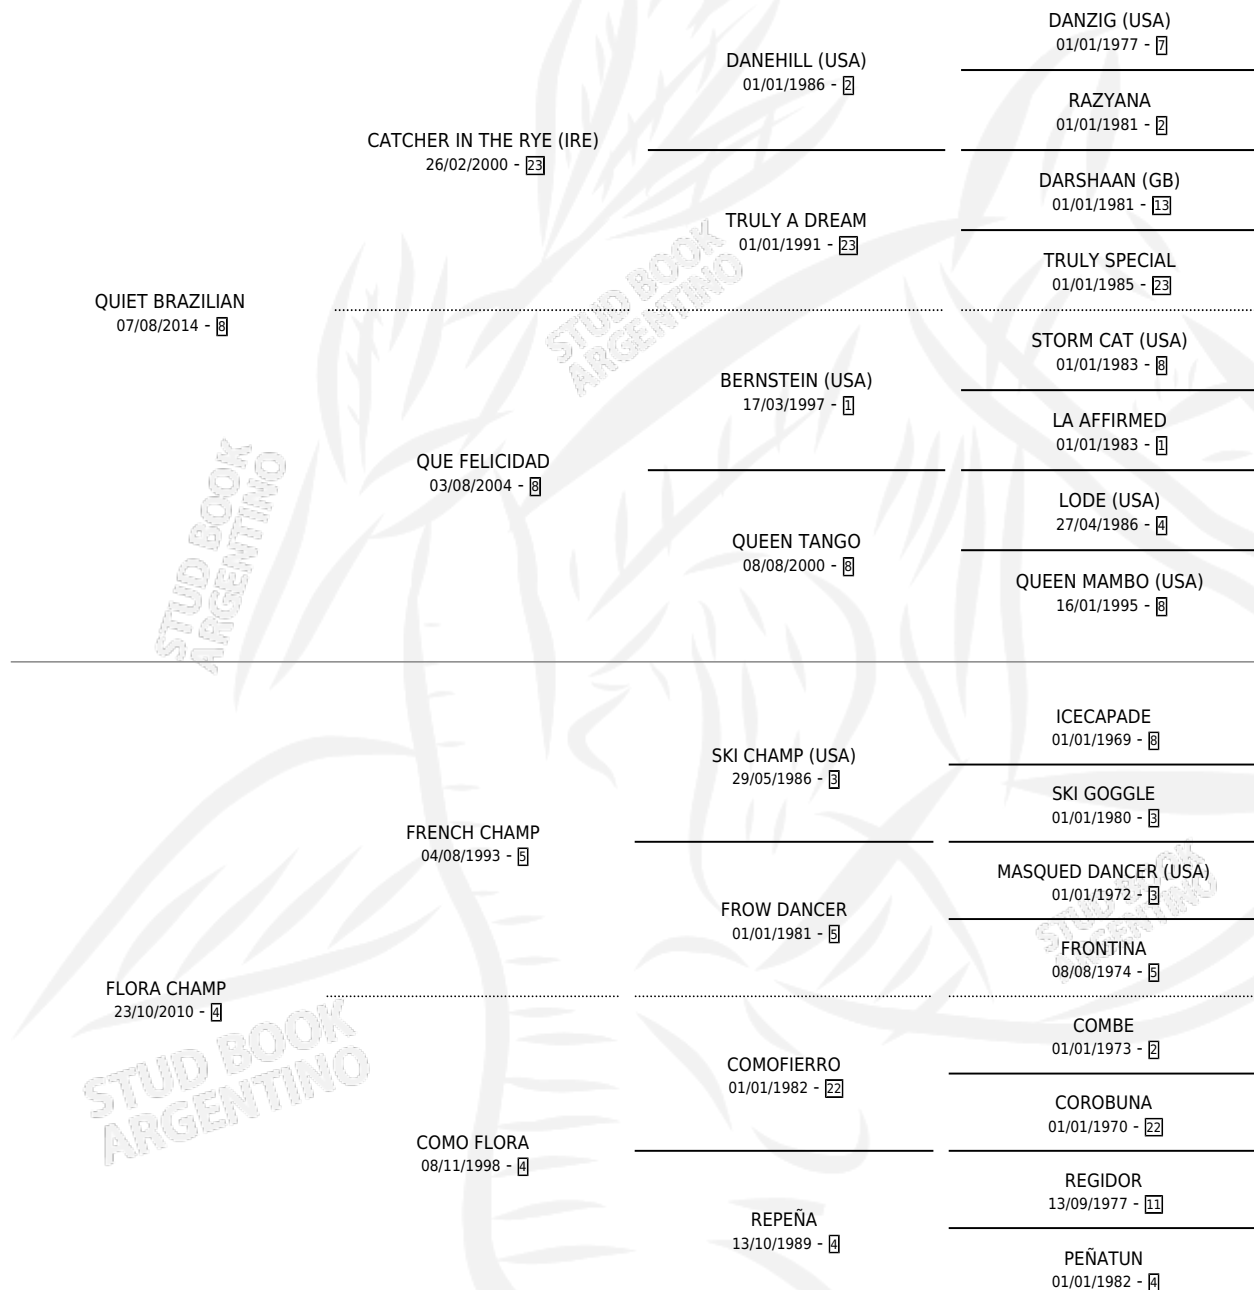 DANZIG (USA)
01/01/1977 - 7
DANEHILL (USA)
01/01/1986 - 2
RAZYANA
01/01/1981 - 2
CATCHER IN THE RYE (IRE)
26/02/2000 - 23
DARSHAAN (GB)
01/01/1981 - 13
TRULY A DREAM
01/01/1991 - 23
TRULY SPECIAL
01/01/1985 - 23
QUIET BRAZILIAN
07/08/2014 - 8
STORM CAT (USA)
01/01/1983 - 8
BERNSTEIN (USA)
17/03/1997 - 1
LA AFFIRMED
01/01/1983 - 1
QUE FELICIDAD
03/08/2004 - 8
LODE (USA)
27/04/1986 - 4
QUEEN TANGO
08/08/2000 - 8
QUEEN MAMBO (USA)
16/01/1995 - 8
ICECAPADE
01/01/1969 - 8
SKI CHAMP (USA)
29/05/1986 - 3
SKI GOGGLE
01/01/1980 - 3
FRENCH CHAMP
04/08/1993 - 5
MASQUED DANCER (USA)
01/01/1972 - 3
FROW DANCER
01/01/1981 - 5
FRONTINA
08/08/1974 - 5
FLORA CHAMP
23/10/2010 - 4
COMBE
01/01/1973 - 2
COMOFIERRO
01/01/1982 - 22
COROBUNA
01/01/1970 - 22
COMO FLORA
08/11/1998 - 4
REGIDOR
13/09/1977 - 11
REPEÑA
13/10/1989 - 4
PEÑATUN
01/01/1982 - 4
STUD BOOK
ARGENTINO
STUD BOOK
ARGENTINO
STUD BOOK
ARGENTINO
STUD BOOK
ARGENTINO